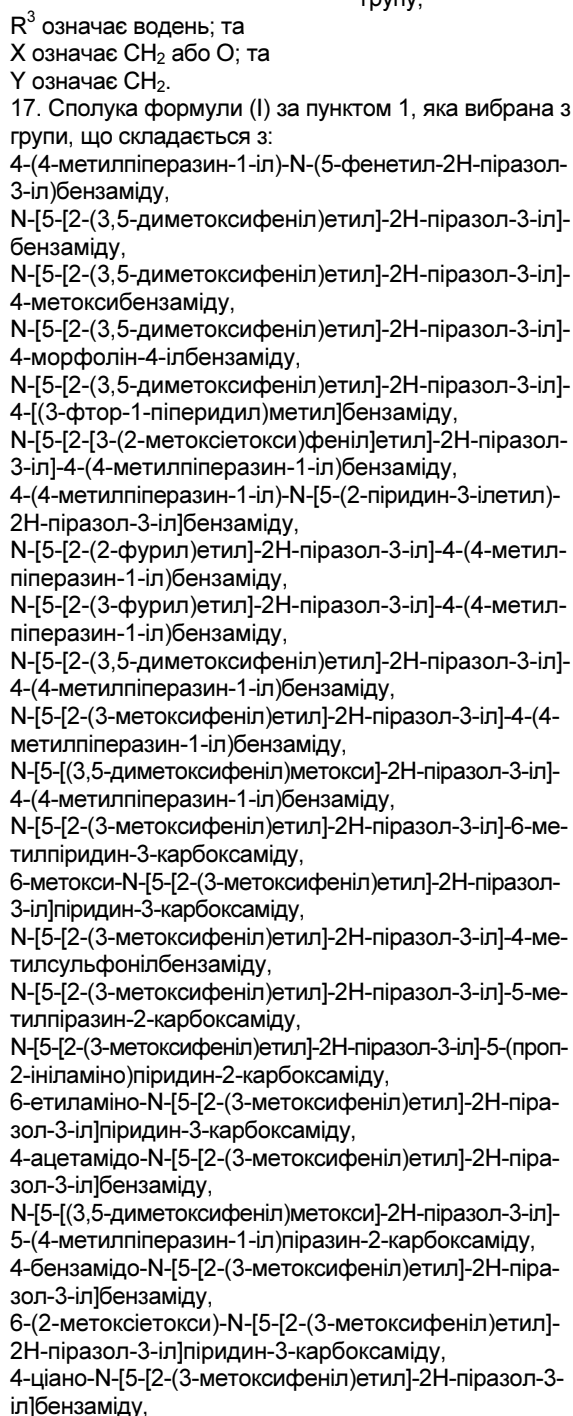 групу;
R³ означає водень; та
X означає CH₂ або O; та
Y означає CH₂.
17. Сполука формули (I) за пунктом 1, яка вибрана з
групи, що складається з:
4-(4-метилпіперазин-1-іл)-N-(5-фенетил-2H-піразол-
3-іл)бензаміду,
N-[5-[2-(3,5-диметоксифеніл)етил]-2H-піразол-3-іл]-
бензаміду,
N-[5-[2-(3,5-диметоксифеніл)етил]-2H-піразол-3-іл]-
4-метоксибензаміду,
N-[5-[2-(3,5-диметоксифеніл)етил]-2H-піразол-3-іл]-
4-морфолін-4-ілбензаміду,
N-[5-[2-(3,5-диметоксифеніл)етил]-2H-піразол-3-іл]-
4-[(3-фтор-1-піперидил)метил]бензаміду,
N-[5-[2-[3-(2-метоксіетокси)феніл]етил]-2H-піразол-
3-іл]-4-(4-метилпіперазин-1-іл)бензаміду,
4-(4-метилпіперазин-1-іл)-N-[5-(2-піридин-3-ілетил)-
2H-піразол-3-іл]бензаміду,
N-[5-[2-(2-фурил)етил]-2H-піразол-3-іл]-4-(4-метил-
піперазин-1-іл)бензаміду,
N-[5-[2-(3-фурил)етил]-2H-піразол-3-іл]-4-(4-метил-
піперазин-1-іл)бензаміду,
N-[5-[2-(3,5-диметоксифеніл)етил]-2H-піразол-3-іл]-
4-(4-метилпіперазин-1-іл)бензаміду,
N-[5-[2-(3-метоксифеніл)етил]-2H-піразол-3-іл]-4-(4-
метилпіперазин-1-іл)бензаміду,
N-[5-[(3,5-диметоксифеніл)метокси]-2H-піразол-3-іл]-
4-(4-метилпіперазин-1-іл)бензаміду,
N-[5-[2-(3-метоксифеніл)етил]-2H-піразол-3-іл]-6-ме-
тилпіридин-3-карбоксаміду,
6-метокси-N-[5-[2-(3-метоксифеніл)етил]-2H-піразол-
3-іл]піридин-3-карбоксаміду,
N-[5-[2-(3-метоксифеніл)етил]-2H-піразол-3-іл]-4-ме-
тилсульфонілбензаміду,
N-[5-[2-(3-метоксифеніл)етил]-2H-піразол-3-іл]-5-ме-
тилпіразин-2-карбоксаміду,
N-[5-[2-(3-метоксифеніл)етил]-2H-піразол-3-іл]-5-(проп-
2-ініламіно)піридин-2-карбоксаміду,
6-етиламіно-N-[5-[2-(3-метоксифеніл)етил]-2H-піра-
зол-3-іл]піридин-3-карбоксаміду,
4-ацетамідо-N-[5-[2-(3-метоксифеніл)етил]-2H-піра-
зол-3-іл]бензаміду,
N-[5-[(3,5-диметоксифеніл)метокси]-2H-піразол-3-іл]-
5-(4-метилпіперазин-1-іл)піразин-2-карбоксаміду,
4-бензамідо-N-[5-[2-(3-метоксифеніл)етил]-2H-піра-
зол-3-іл]бензаміду,
6-(2-метоксіетокси)-N-[5-[2-(3-метоксифеніл)етил]-
2H-піразол-3-іл]піридин-3-карбоксаміду,
4-ціано-N-[5-[2-(3-метоксифеніл)етил]-2H-піразол-3-
іл]бензаміду,